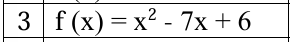 3 f (x) = x² - 7x + 6